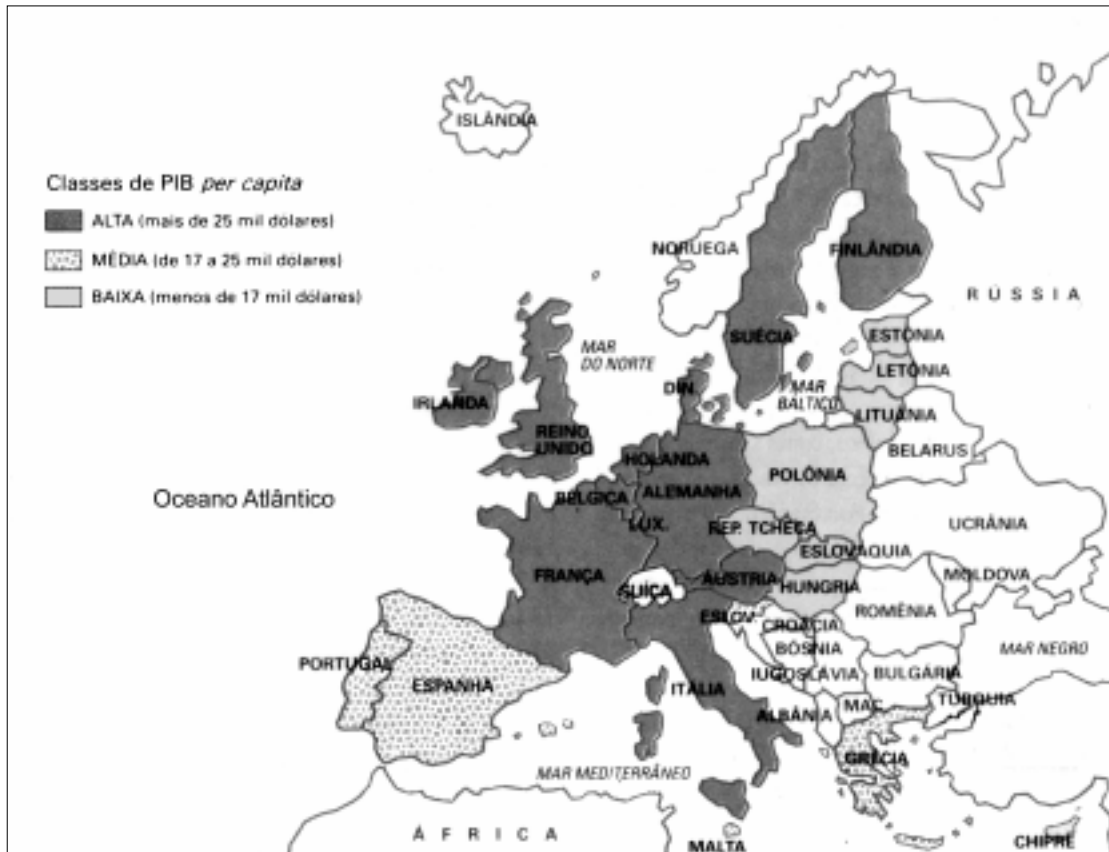 ISLÂNDIA
Classes de PIB per capita
ALTA (mais de 25 mil dólares)
MÉDIA (de 17 a 25 mil dólares)
BAIXA (menos de 17 mil dólares)
NORUEGA
FINLÂNDIA
RÚSSIA
SUÉCIA
ESTÔNIA
MAR
DO NORTE
LETÔNIA
DIN.
MAR
BÁLTICO
IRLANDA
LITUÂNIA
REINO
UNIDO
BELARUS
HOLANDA
POLÔNIA
Oceano Atlântico
BÉLGICA
ALEMANHA
LUX.
REP. TCHECA
UCRÂNIA
ESLOVÁQUIA
FRANÇA
SUÍÇA
ÁUSTRIA
HUNGRIA
MOLDOVA
ESLOV.
CROÁCIA
ROMÊNIA
BÓSNIA
MAR NEGRO
PORTUGAL
ESPANHA
IUGOSLÁVIA
BULGÁRIA
ITÁLIA
ALBÂNIA
MAC.
TURQUIA
GRÉCIA
MAR MEDITERRÂNEO
ÁFRICA
MALTA
CHIPRE